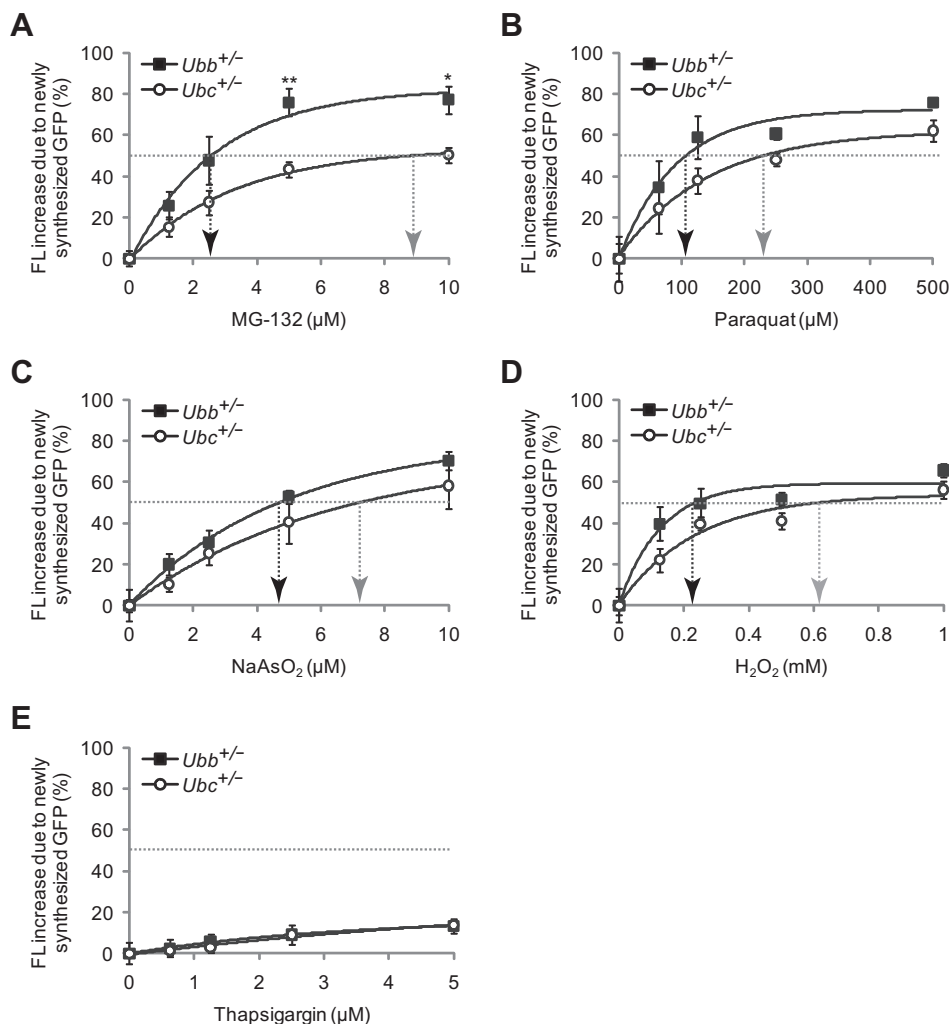 A
FL increase due to newly
synthesized GFP (%)
100
80
60
40
20
0
Ubb+/–
Ubc+/–
**
*
0 2 4 6 8 10
MG-132 (μM)
B
FL increase due to newly
synthesized GFP (%)
100
80
60
40
20
0
Ubb+/–
Ubc+/–
0 100 200 300 400 500
Paraquat (μM)
C
FL increase due to newly
synthesized GFP (%)
100
80
60
40
20
0
Ubb+/–
Ubc+/–
0 2 4 6 8 10
NaAsO₂ (μM)
D
FL increase due to newly
synthesized GFP (%)
100
80
60
40
20
0
Ubb+/–
Ubc+/–
0 0.2 0.4 0.6 0.8 1
H₂O₂ (mM)
E
FL increase due to newly
synthesized GFP (%)
100
80
60
40
20
0
Ubb+/–
Ubc+/–
0 1 2 3 4 5
Thapsigargin (μM)